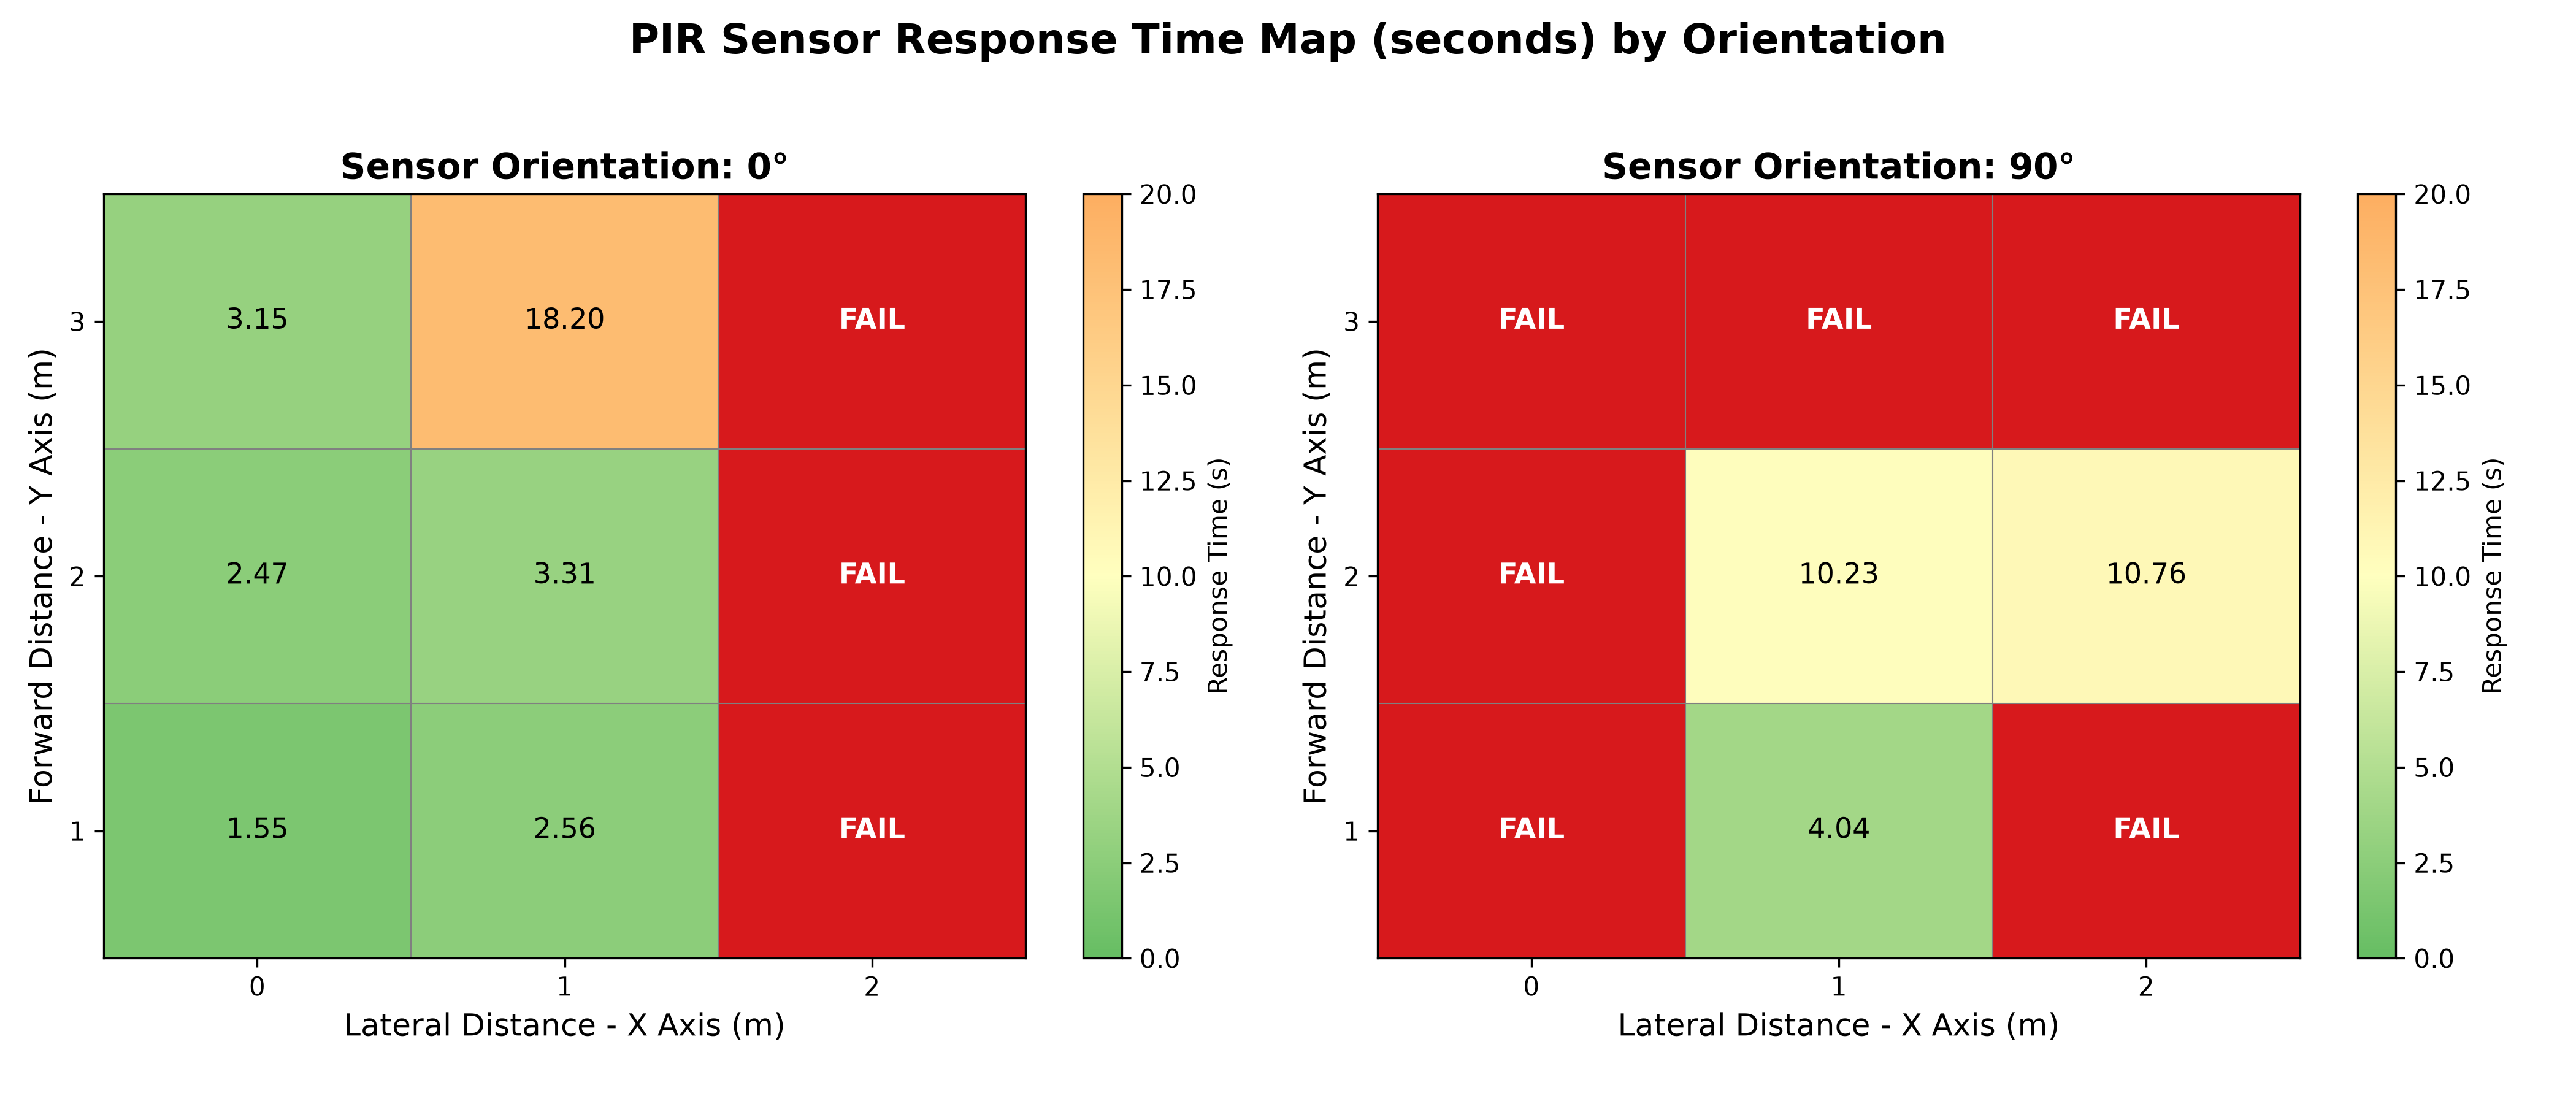 PIR Sensor Response Time Map (seconds) by Orientation
Sensor Orientation: 0°
Forward Distance - Y Axis (m)
3
3.15
18.20
FAIL
2
2.47
3.31
FAIL
1
1.55
2.56
FAIL
0
1
2
Lateral Distance - X Axis (m)
20.0
17.5
15.0
12.5
10.0
7.5
5.0
2.5
0.0
Response Time (s)
Sensor Orientation: 90°
Forward Distance - Y Axis (m)
3
FAIL
FAIL
FAIL
2
FAIL
10.23
10.76
1
FAIL
4.04
FAIL
0
1
2
Lateral Distance - X Axis (m)
20.0
17.5
15.0
12.5
10.0
7.5
5.0
2.5
0.0
Response Time (s)